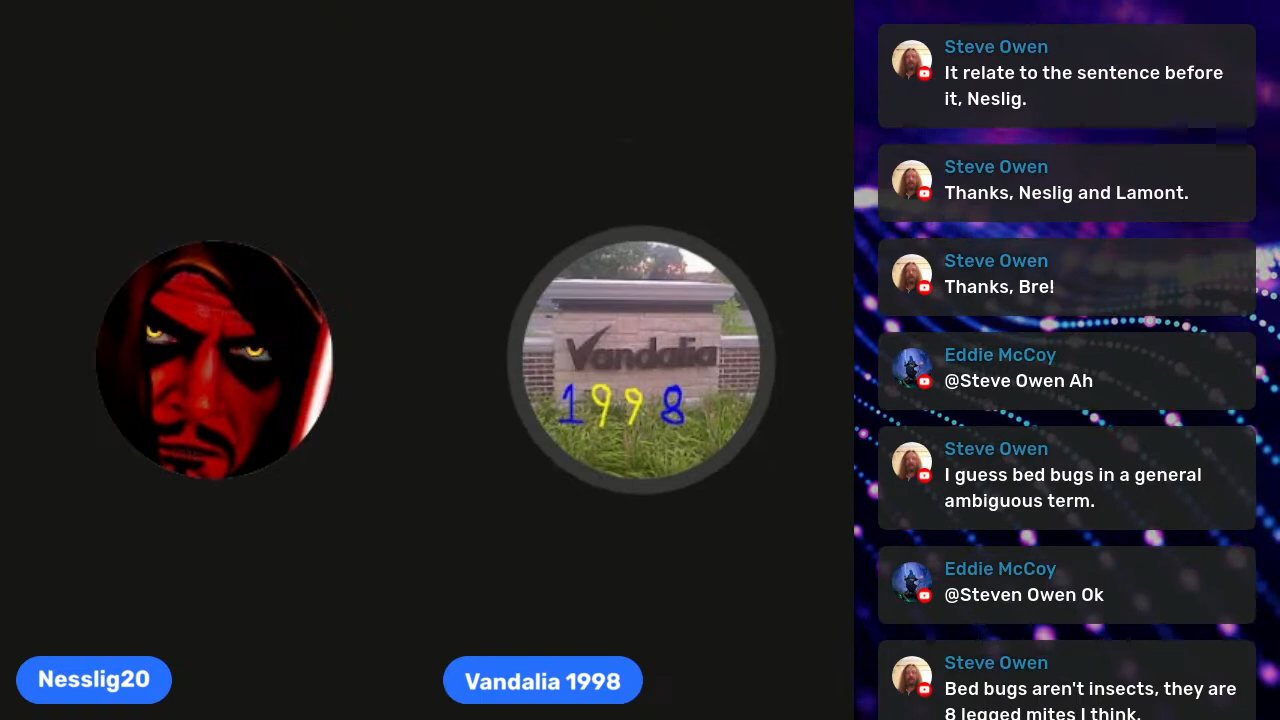 Vandalia
1998
Nesslig20
Vandalia 1998
Steve Owen
It relate to the sentence before
it, Neslig.
Steve Owen
Thanks, Neslig and Lamont.
Steve Owen
Thanks, Bre!
Eddie McCoy
@Steve Owen Ah
Steve Owen
I guess bed bugs in a general
ambiguous term.
Eddie McCoy
@Steven Owen Ok
Steve Owen
Bed bugs aren't insects, they are
8 legged mites I think.